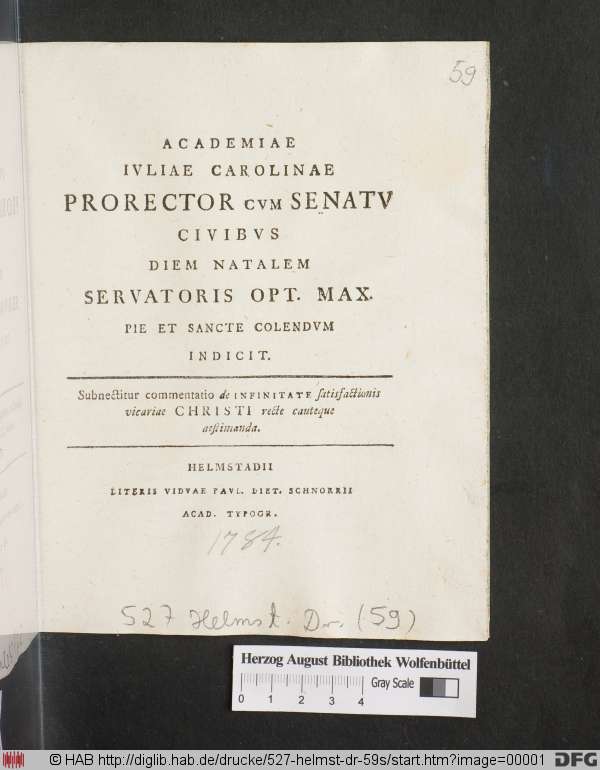 59
ACADEMIAE
IVLIAE CAROLINAE
PRORECTOR CVM SENATV
CIVIBVS
DIEM NATALEM
SERVATORIS OPT. MAX.
PIE ET SANCTE COLENDVM
INDICIT.
Subnectitur commentatio de INFINITATE ſatisfactionis
vicariae CHRISTI recte cauteque
aeſtimanda.
HELMSTADII
LITERIS VIDVAE PAVL. DIET. SCHNORRII
ACAD. TYPOGR.
1784.
527 Helmst. Dr. (59)
Herzog August Bibliothek Wolfenbüttel
Gray Scale
0 1 2 3 4
© HAB http://diglib.hab.de/drucke/527-helmst-dr-59s/start.htm?image=00001 DFG